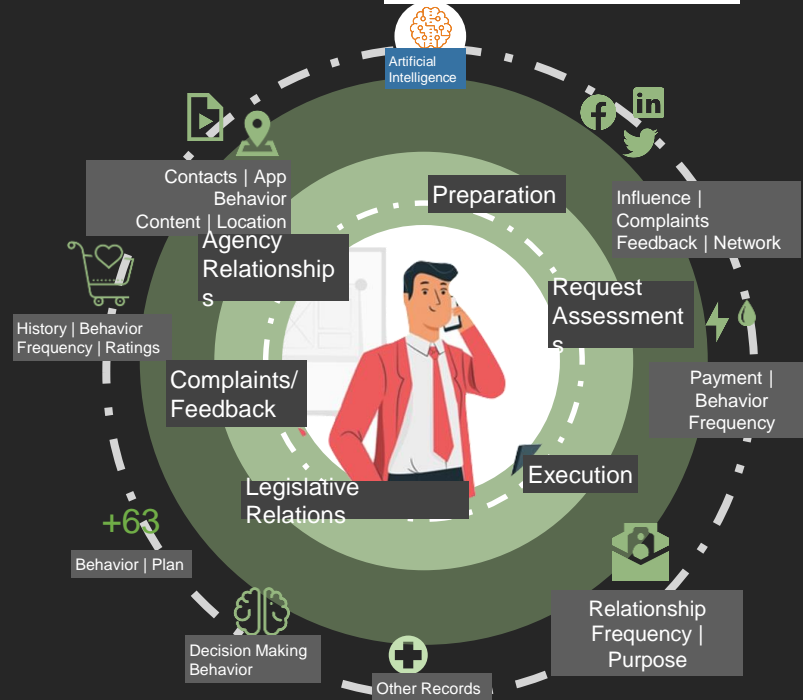 Artificial
Intelligence
Contacts | App
Behavior
Content | Location
Preparation
Influence |
Complaints
Feedback | Network
Agency
Relationship
s
Request
Assessment
s
History | Behavior
Frequency | Ratings
Complaints/
Feedback
Payment |
Behavior
Frequency
Execution
Legislative
Relations
+63
Behavior | Plan
Relationship
Frequency |
Purpose
Decision Making
Behavior
Other Records
f
in